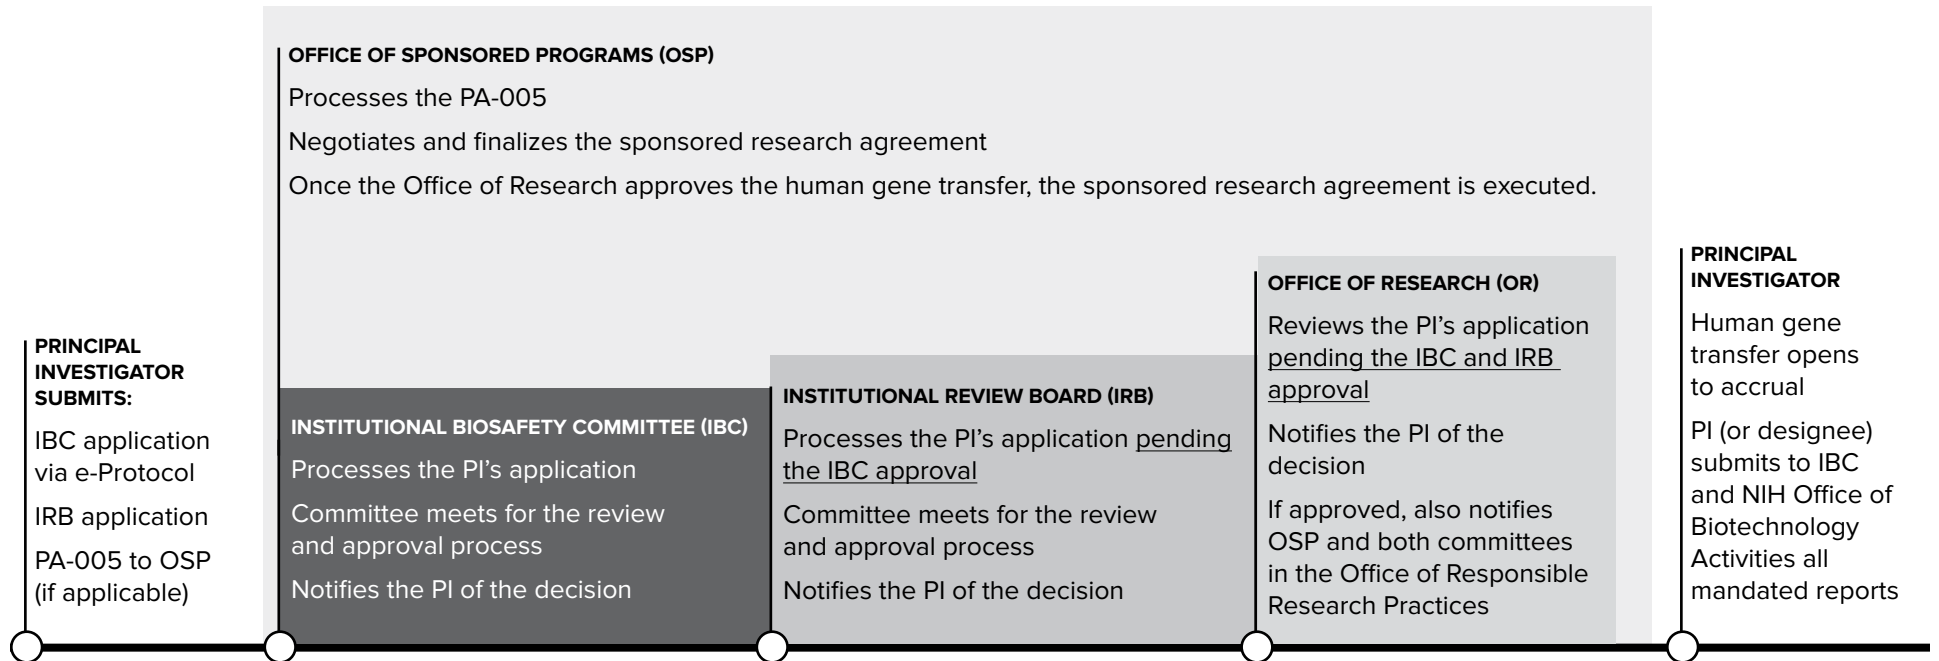 OFFICE OF SPONSORED PROGRAMS (OSP)
Processes the PA-005
Negotiates and finalizes the sponsored research agreement
Once the Office of Research approves the human gene transfer, the sponsored research agreement is executed.
PRINCIPAL
INVESTIGATOR
SUBMITS:
IBC application
via e-Protocol
IRB application
PA-005 to OSP
(if applicable)
INSTITUTIONAL BIOSAFETY COMMITTEE (IBC)
Processes the PI’s application
Committee meets for the review
and approval process
Notifies the PI of the decision
INSTITUTIONAL REVIEW BOARD (IRB)
Processes the PI’s application pending
the IBC approval
Committee meets for the review
and approval process
Notifies the PI of the decision
OFFICE OF RESEARCH (OR)
Reviews the PI’s application
pending the IBC and IRB
approval
Notifies the PI of the
decision
If approved, also notifies
OSP and both committees
in the Office of Responsible
Research Practices
PRINCIPAL
INVESTIGATOR
Human gene
transfer opens
to accrual
PI (or designee)
submits to IBC
and NIH Office of
Biotechnology
Activities all
mandated reports